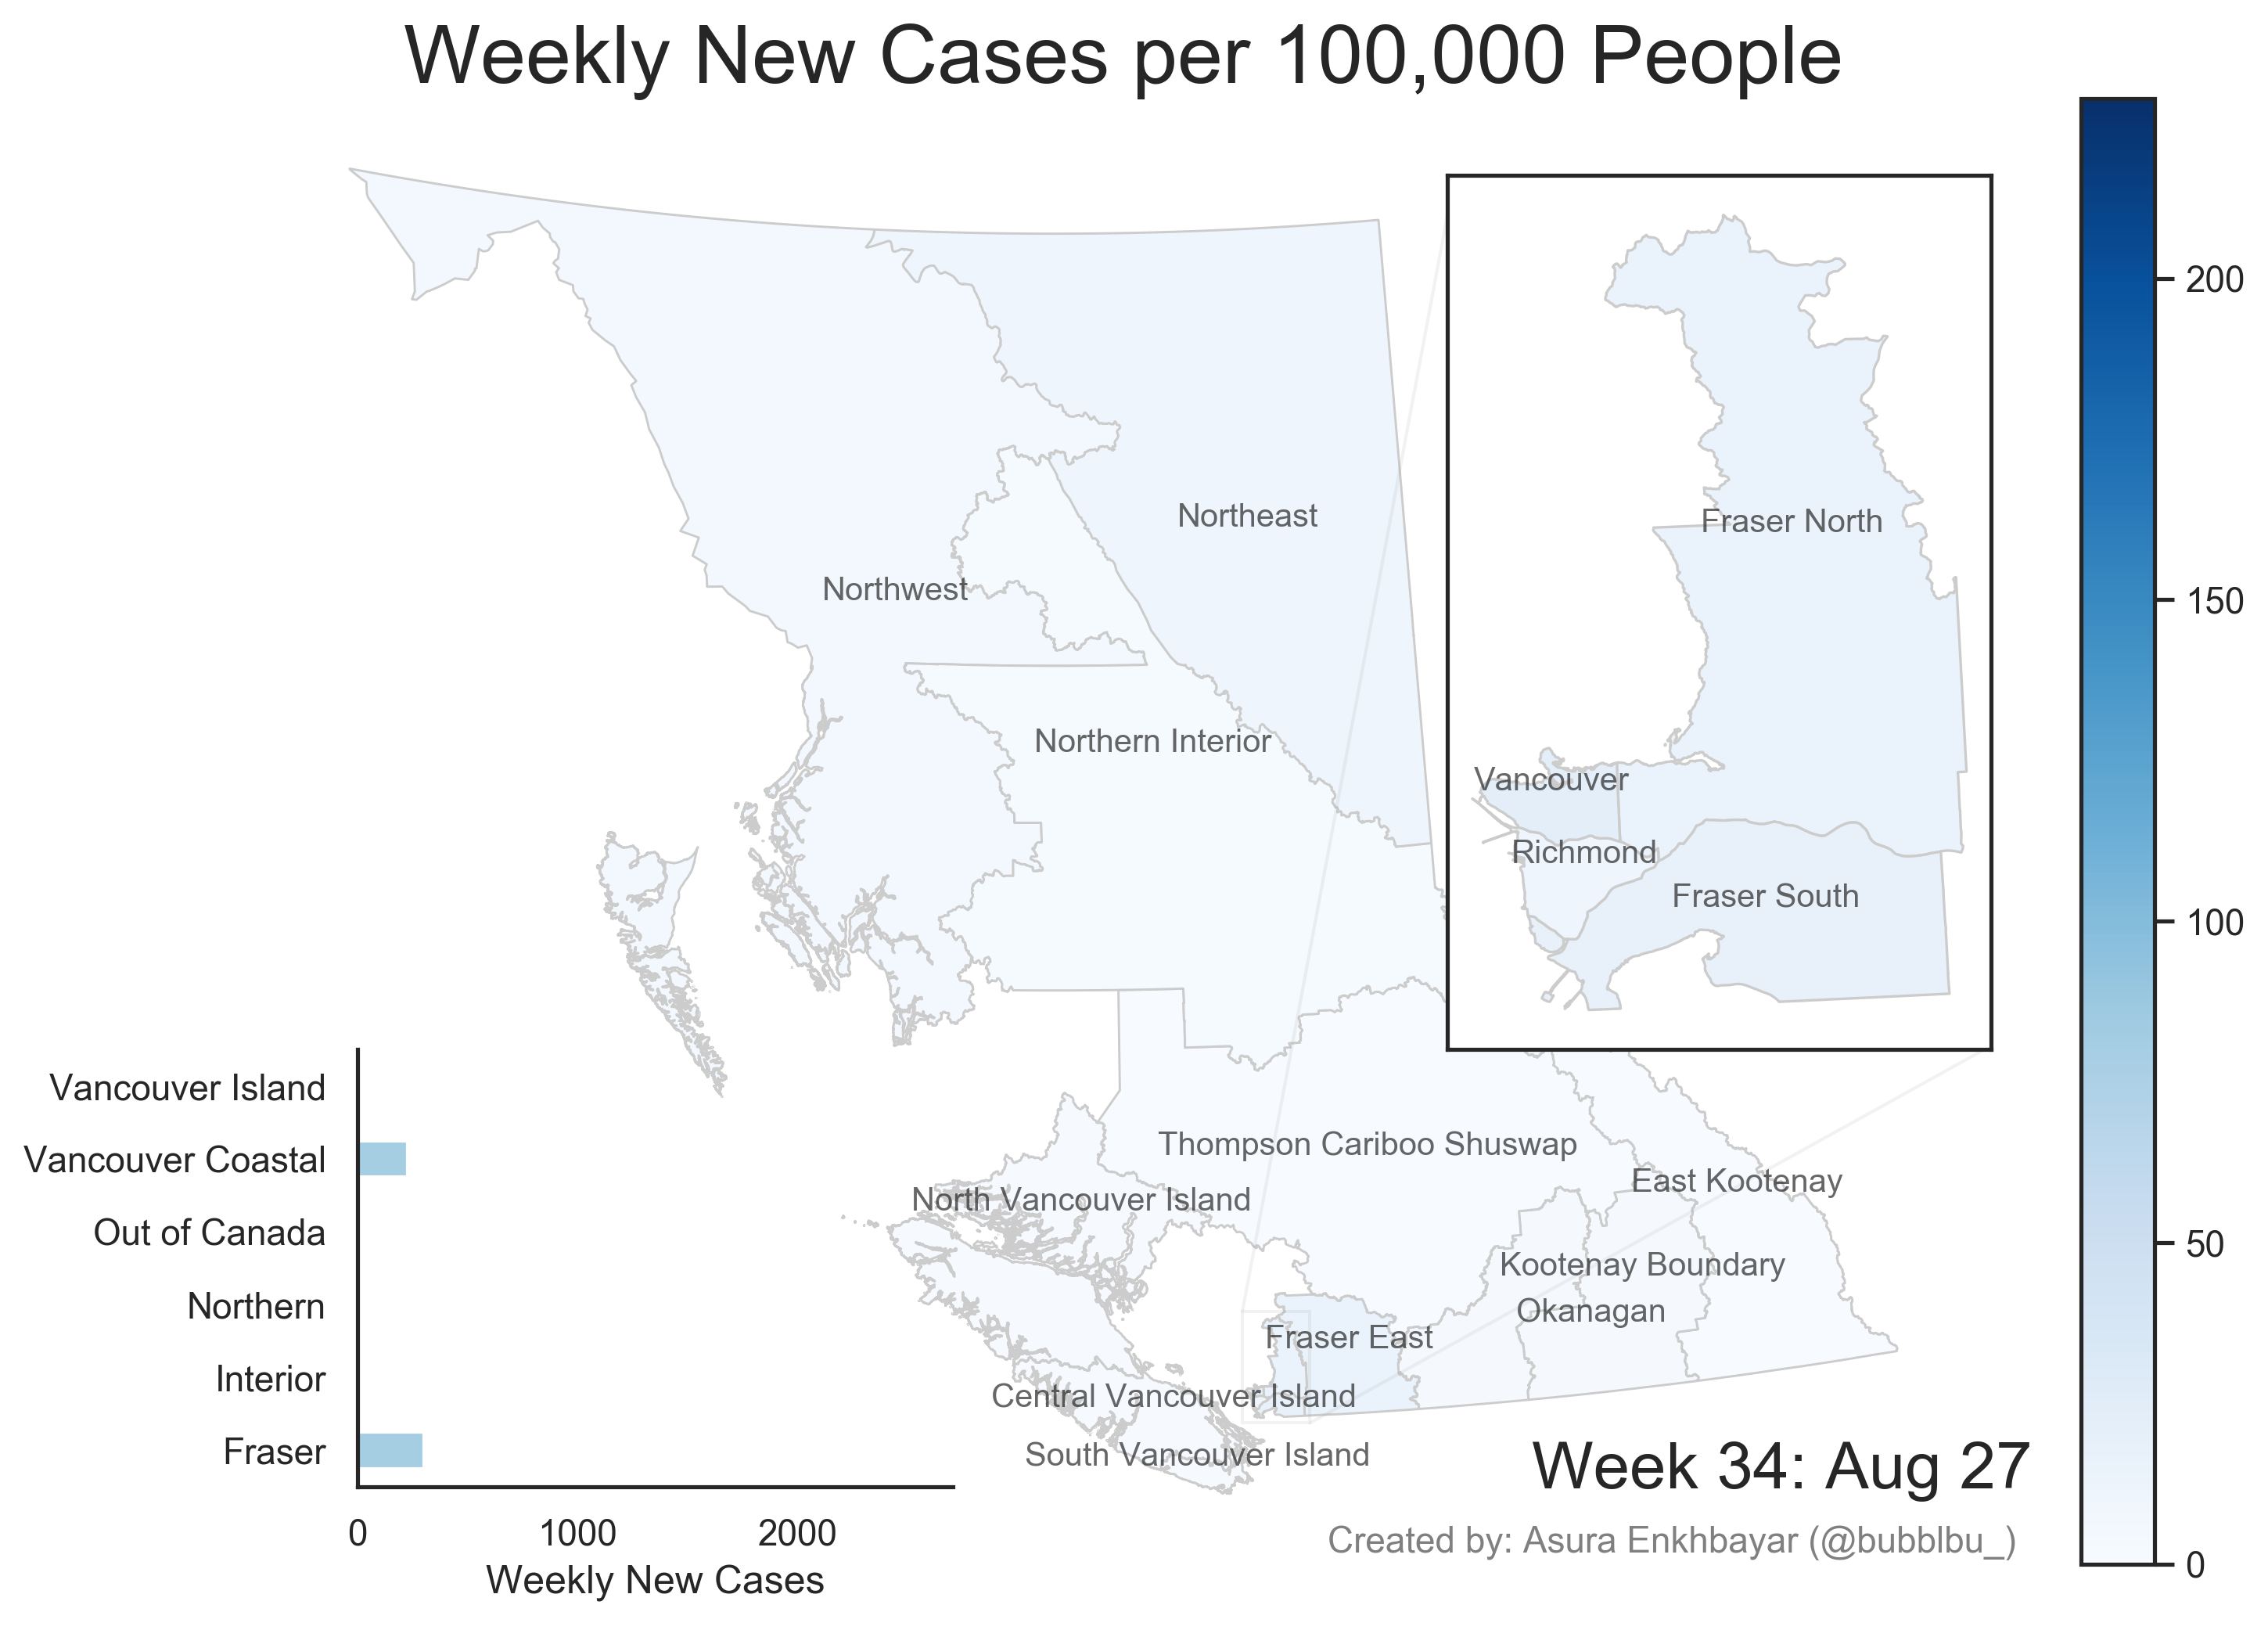 Weekly New Cases per 100,000 People
200
150
100
50
0
Northeast
Northwest
Northern Interior
Fraser North
Vancouver
Richmond
Fraser South
Thompson Cariboo Shuswap
East Kootenay
North Vancouver Island
Kootenay Boundary
Okanagan
Fraser East
Central Vancouver Island
South Vancouver Island
Vancouver Island
Vancouver Coastal
Out of Canada
Northern
Interior
Fraser
0 1000 2000
Weekly New Cases
Week 34: Aug 27
Created by: Asura Enkhbayar (@bubblbu_)